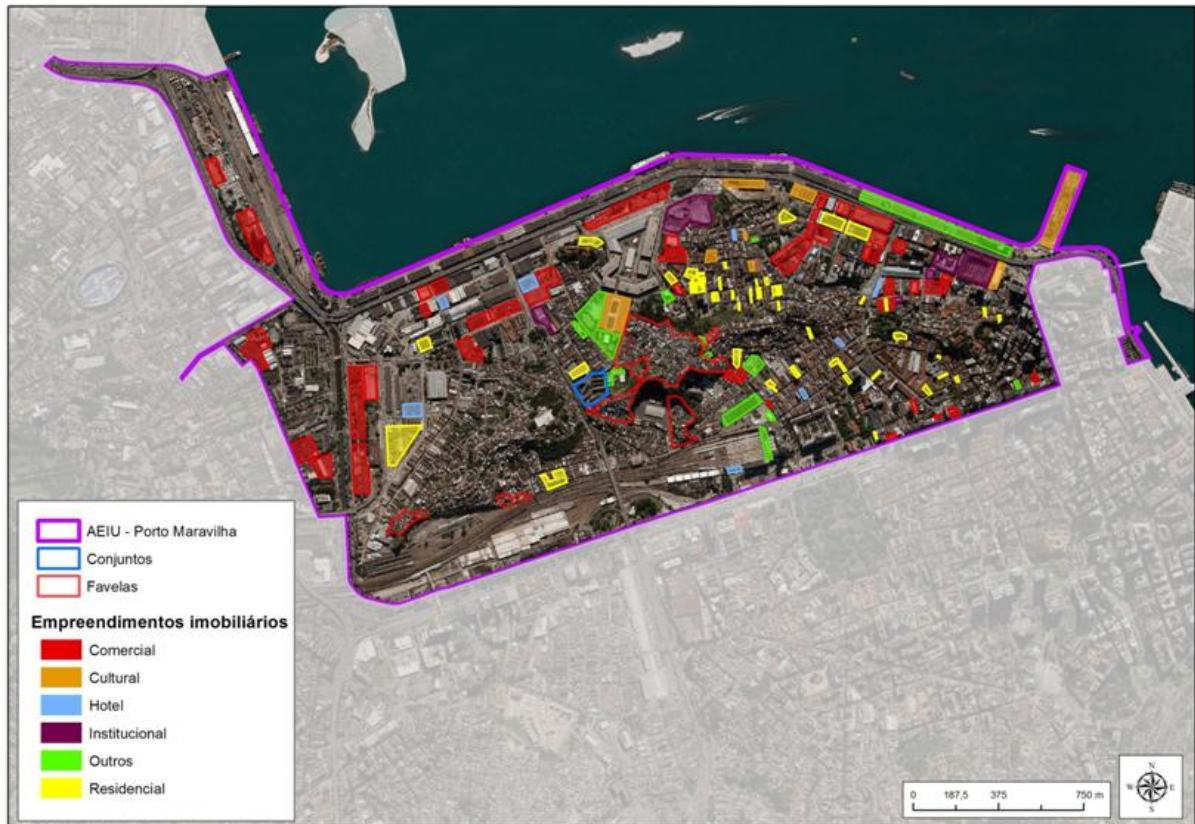 AEIU - Porto Maravilha
Conjuntos
Favelas
Empreendimentos imobiliários
Comercial
Cultural
Hotel
Institucional
Outros
Residencial
0 187,5 375 750 m
N
W E
S